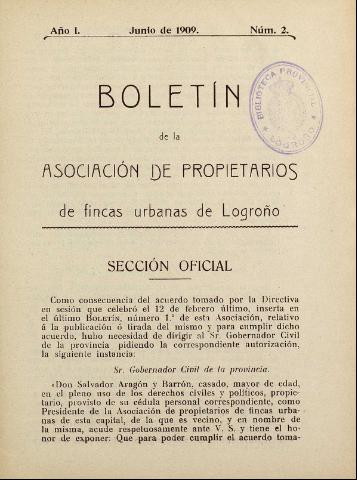 Año I. Junio de 1909. Núm. 2.
BIBLIOTECA PROVINCIAL
LOGROÑO
BOLETÍN
de la
ASOCIACIÓN DE PROPIETARIOS
de fincas urbanas de Logroño
SECCIÓN OFICIAL
Como consecuencia del acuerdo tomado por la Directiva
en sesión que celebró el 12 de febrero último, inserta en
el último BOLETÍN, número 1.º de esta Asociación, relativo
á la publicación ó tirada del mismo y para cumplir dicho
acuerdo, hubo necesidad de dirigir al Sr. Gobernador Civil
de la provincia pidiendo la correspondiente autorización,
la siguiente instancia:
Sr. Gobernador Civil de la provincia.
«Don Salvador Aragón y Barrón, casado, mayor de edad,
en el pleno uso de los derechos civiles y políticos, propie-
tario, provisto de su cédula personal correspondiente, como
Presidente de la Asociación de propietarios de fincas urba-
nas de esta capital, de la que es vecino, y en nombre de
la misma, acude respetuosamente ante V. S. y tiene el ho-
nor de exponer: Que para poder cumplir el acuerdo toma-